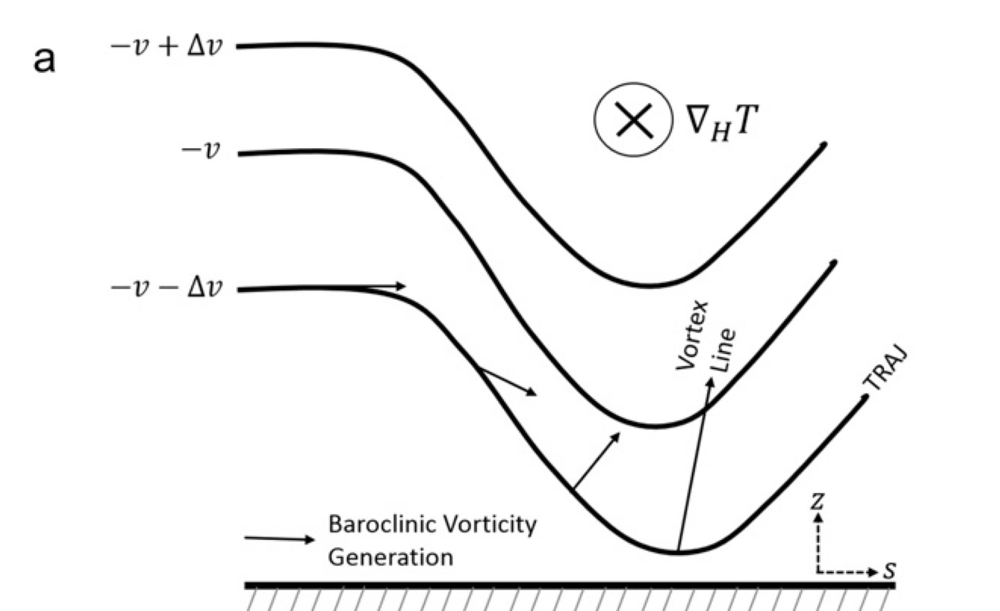 a
−v + Δv
−v
−v − Δv
∇_H T
Vortex
Line
TRAJ
Baroclinic Vorticity
Generation
z
s